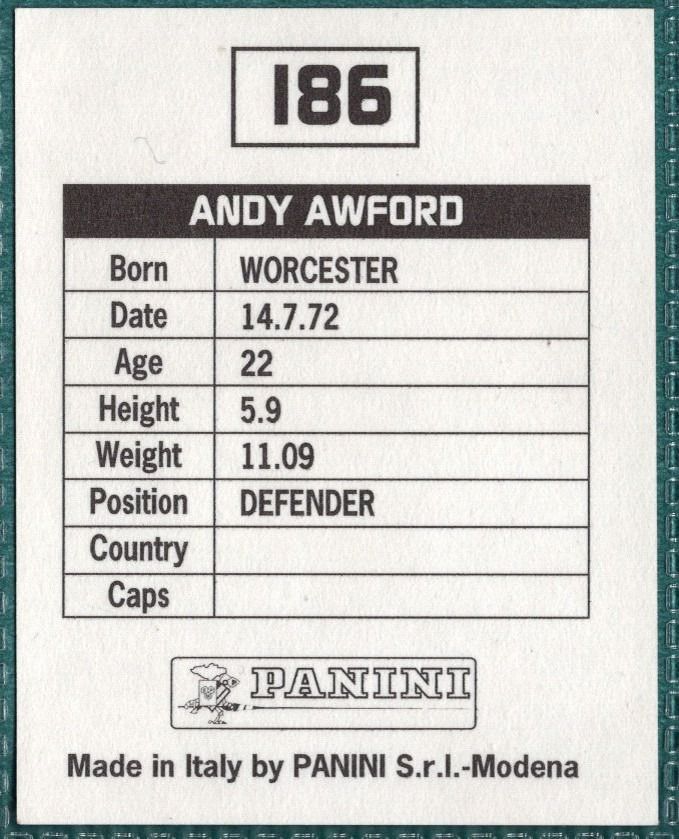 186
ANDY AWFORD
Born WORCESTER
Date 14.7.72
Age 22
Height 5.9
Weight 11.09
Position DEFENDER
Country
Caps
PANINI
Made in Italy by PANINI S.r.l.-Modena